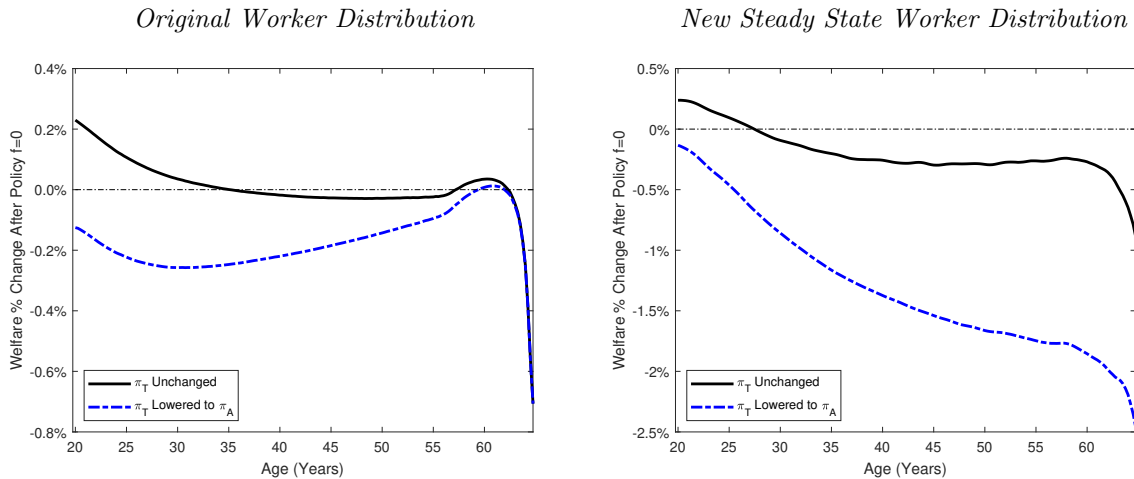 Original Worker Distribution
Welfare % Change After Policy f=0
0.4%
0.2%
0.0%
-0.2%
-0.4%
-0.6%
-0.8%
π_T Unchanged
π_T Lowered to π_A
20 25 30 35 40 45 50 55 60
Age (Years)
New Steady State Worker Distribution
Welfare % Change After Policy f=0
0.5%
0%
-0.5%
-1%
-1.5%
-2%
-2.5%
π_T Unchanged
π_T Lowered to π_A
20 25 30 35 40 45 50 55 60 65
Age (Years)